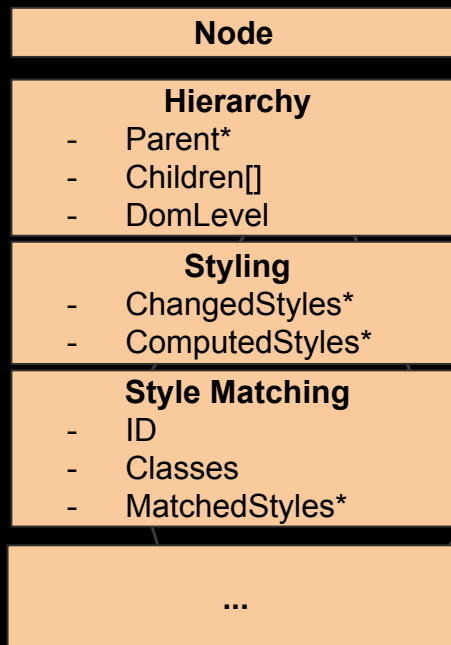 Node
Hierarchy
- Parent*
- Children[]
- DomLevel
Styling
- ChangedStyles*
- ComputedStyles*
Style Matching
- ID
- Classes
- MatchedStyles*
...